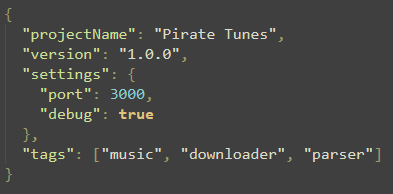 {
  "projectName": "Pirate Tunes",
  "version": "1.0.0",
  "settings": {
    "port": 3000,
    "debug": true
  },
  "tags": ["music", "downloader", "parser"]
}